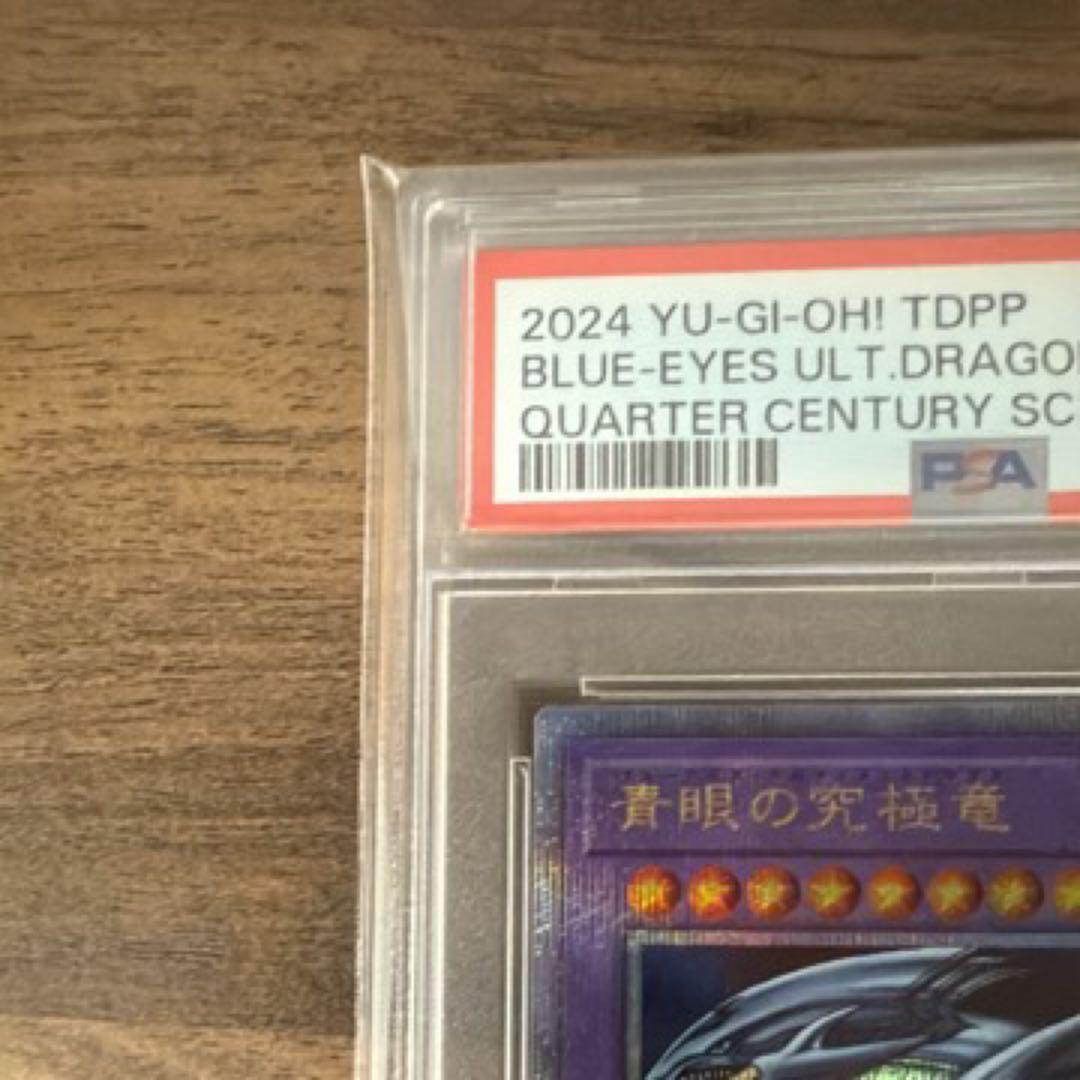 2024 YU-GI-OH! TDPP
BLUE-EYES ULT.DRAGO
QUARTER CENTURY SC
PSA
青眼の究極竜